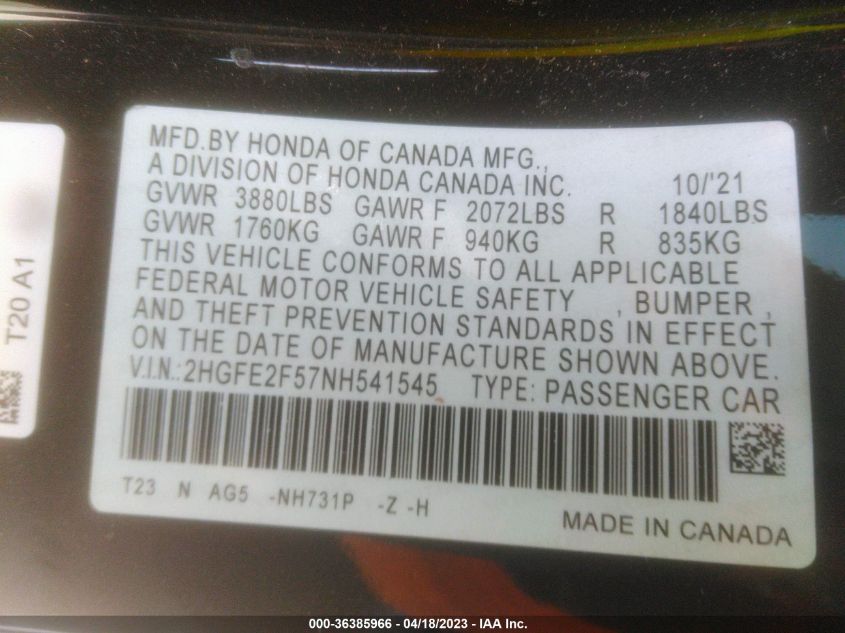 MFD.BY HONDA OF CANADA MFG.,
A DIVISION OF HONDA CANADA INC. 10/'21
GVWR 3880LBS GAWR F 2072LBS R 1840LBS
GVWR 1760KG GAWR F 940KG R 835KG
THIS VEHICLE CONFORMS TO ALL APPLICABLE
FEDERAL MOTOR VEHICLE SAFETY , BUMPER ,
AND THEFT PREVENTION STANDARDS IN EFFECT
ON THE DATE OF MANUFACTURE SHOWN ABOVE.
V.I.N.: 2HGFE2F57NH541545 TYPE: PASSENGER CAR
T23 N AG5 -NH731P -Z -H
MADE IN CANADA
T20 A1
000-36385966 - 04/18/2023 - IAA Inc.